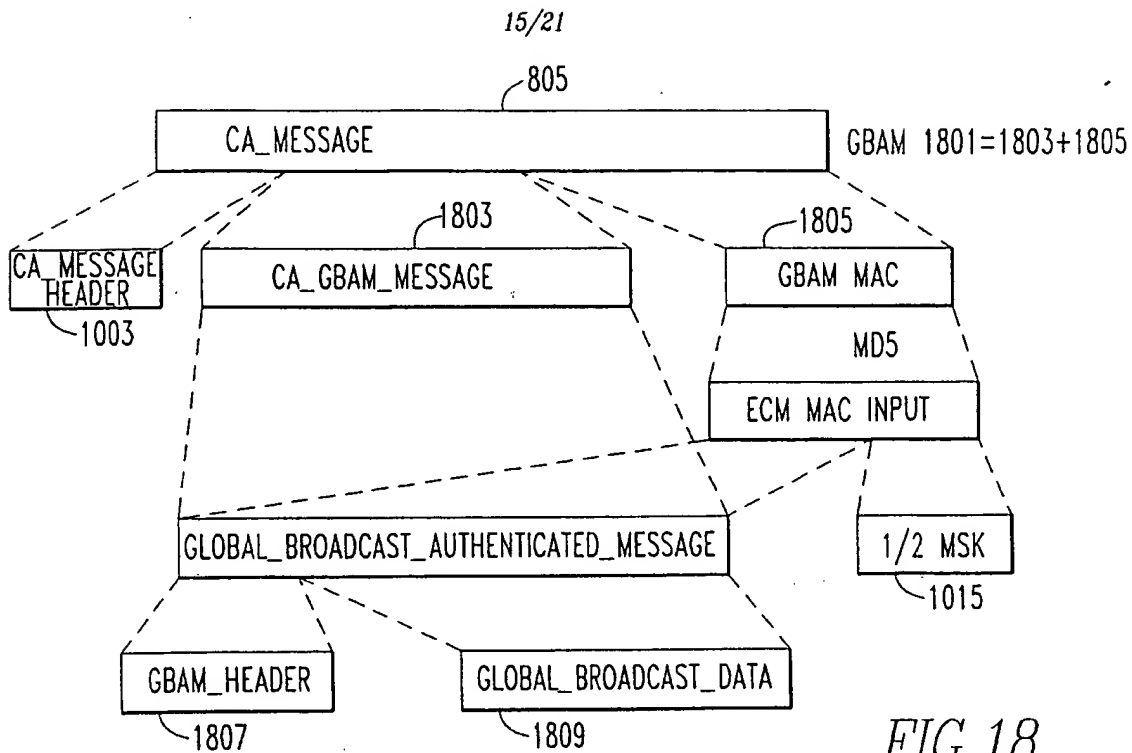 15/21
805
CA_MESSAGE
GBAM 1801=1803+1805
1803
1805
CA_MESSAGE
HEADER
CA_GBAM_MESSAGE
GBAM MAC
1003
MD5
ECM MAC INPUT
GLOBAL_BROADCAST_AUTHENTICATED_MESSAGE
1/2 MSK
1015
GBAM_HEADER
GLOBAL_BROADCAST_DATA
1807
1809
FIG. 18